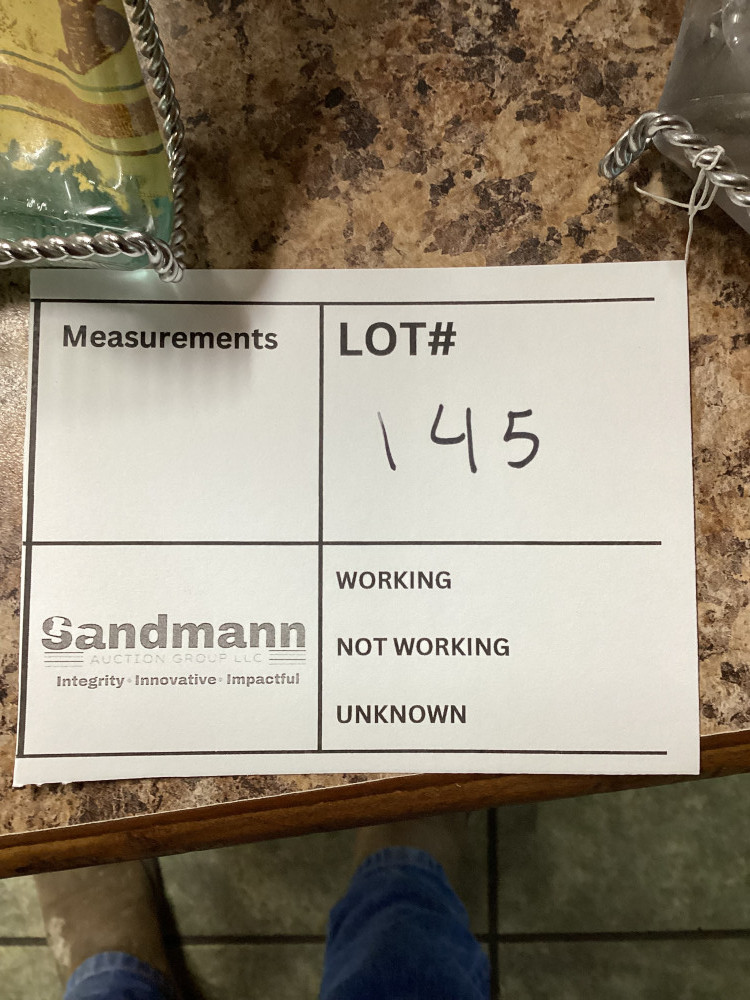 Measurements
LOT#
145
Sandmann
AUCTION GROUP LLC
Integrity • Innovative • Impactful
WORKING
NOT WORKING
UNKNOWN